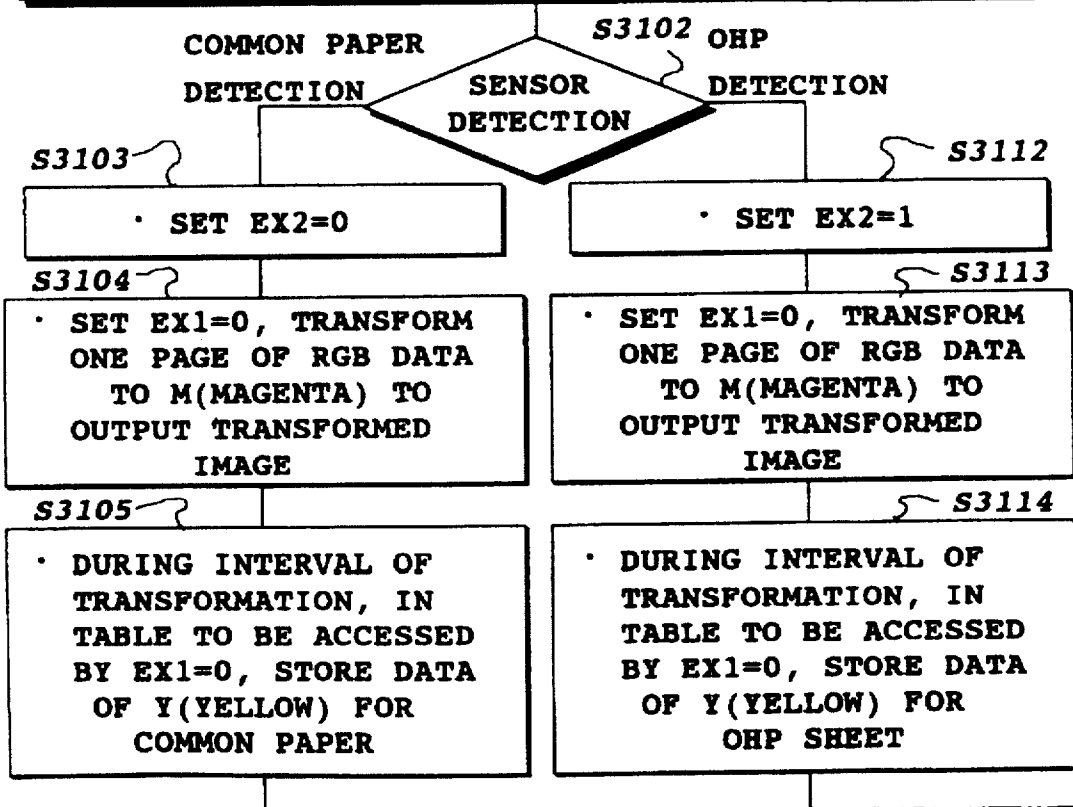 S3102
COMMON PAPER
DETECTION
OHP
DETECTION
SENSOR
DETECTION
S3103
· SET EX2=0
S3104
· SET EX1=0, TRANSFORM
ONE PAGE OF RGB DATA
TO M(MAGENTA) TO
OUTPUT TRANSFORMED
IMAGE
S3105
· DURING INTERVAL OF
TRANSFORMATION, IN
TABLE TO BE ACCESSED
BY EX1=0, STORE DATA
OF Y(YELLOW) FOR
COMMON PAPER
S3112
· SET EX2=1
S3113
· SET EX1=0, TRANSFORM
ONE PAGE OF RGB DATA
TO M(MAGENTA) TO
OUTPUT TRANSFORMED
IMAGE
S3114
· DURING INTERVAL OF
TRANSFORMATION, IN
TABLE TO BE ACCESSED
BY EX1=0, STORE DATA
OF Y(YELLOW) FOR
OHP SHEET